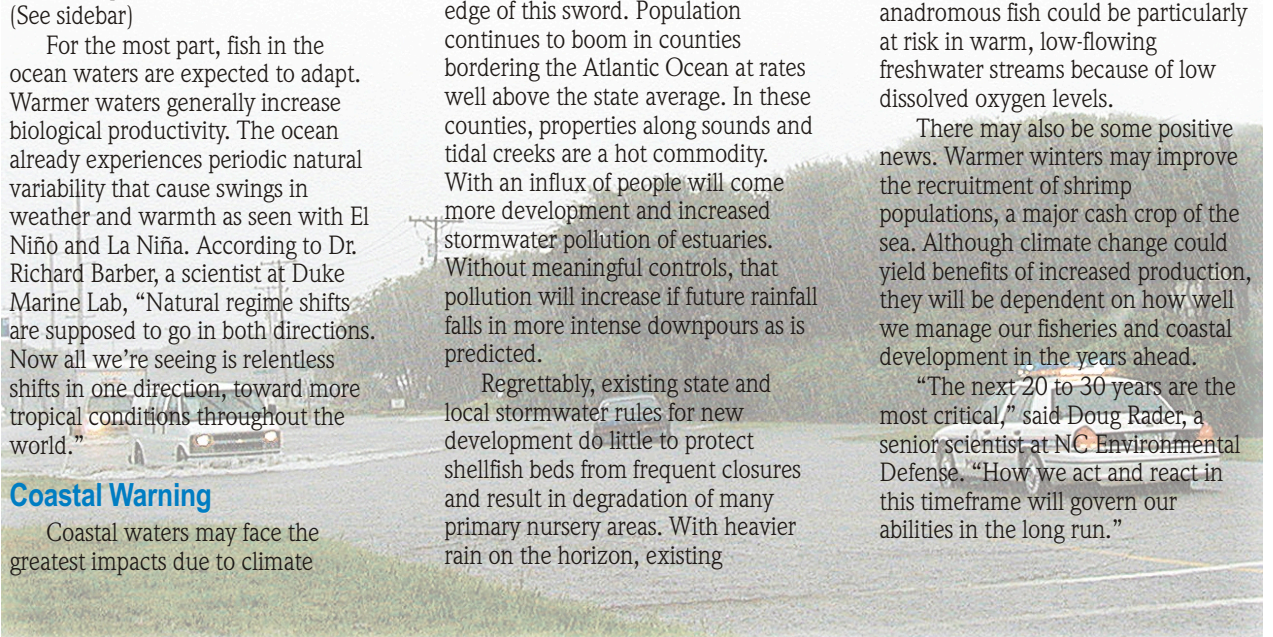 (See sidebar)
For the most part, fish in the
ocean waters are expected to adapt.
Warmer waters generally increase
biological productivity. The ocean
already experiences periodic natural
variability that cause swings in
weather and warmth as seen with El
Niño and La Niña. According to Dr.
Richard Barber, a scientist at Duke
Marine Lab, “Natural regime shifts
are supposed to go in both directions.
Now all we’re seeing is relentless
shifts in one direction, toward more
tropical conditions throughout the
world.”
Coastal Warning
Coastal waters may face the
greatest impacts due to climate
edge of this sword. Population
continues to boom in counties
bordering the Atlantic Ocean at rates
well above the state average. In these
counties, properties along sounds and
tidal creeks are a hot commodity.
With an influx of people will come
more development and increased
stormwater pollution of estuaries.
Without meaningful controls, that
pollution will increase if future rainfall
falls in more intense downpours as is
predicted.
Regrettably, existing state and
local stormwater rules for new
development do little to protect
shellfish beds from frequent closures
and result in degradation of many
primary nursery areas. With heavier
rain on the horizon, existing
anadromous fish could be particularly
at risk in warm, low-flowing
freshwater streams because of low
dissolved oxygen levels.
There may also be some positive
news. Warmer winters may improve
the recruitment of shrimp
populations, a major cash crop of the
sea. Although climate change could
yield benefits of increased production,
they will be dependent on how well
we manage our fisheries and coastal
development in the years ahead.
“The next 20 to 30 years are the
most critical,” said Doug Rader, a
senior scientist at NC Environmental
Defense. “How we act and react in
this timeframe will govern our
abilities in the long run.”